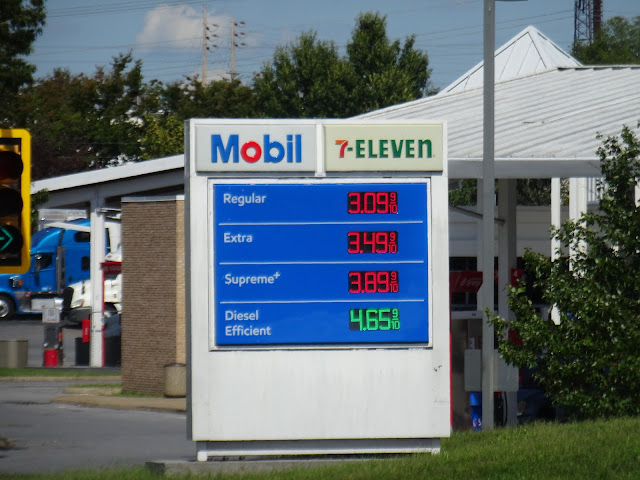 Mobil 7-ELEVEN
Regular 3.09 9/10
Extra 3.49 9/10
Supreme+ 3.89 9/10
Diesel 4.65 9/10
Efficient